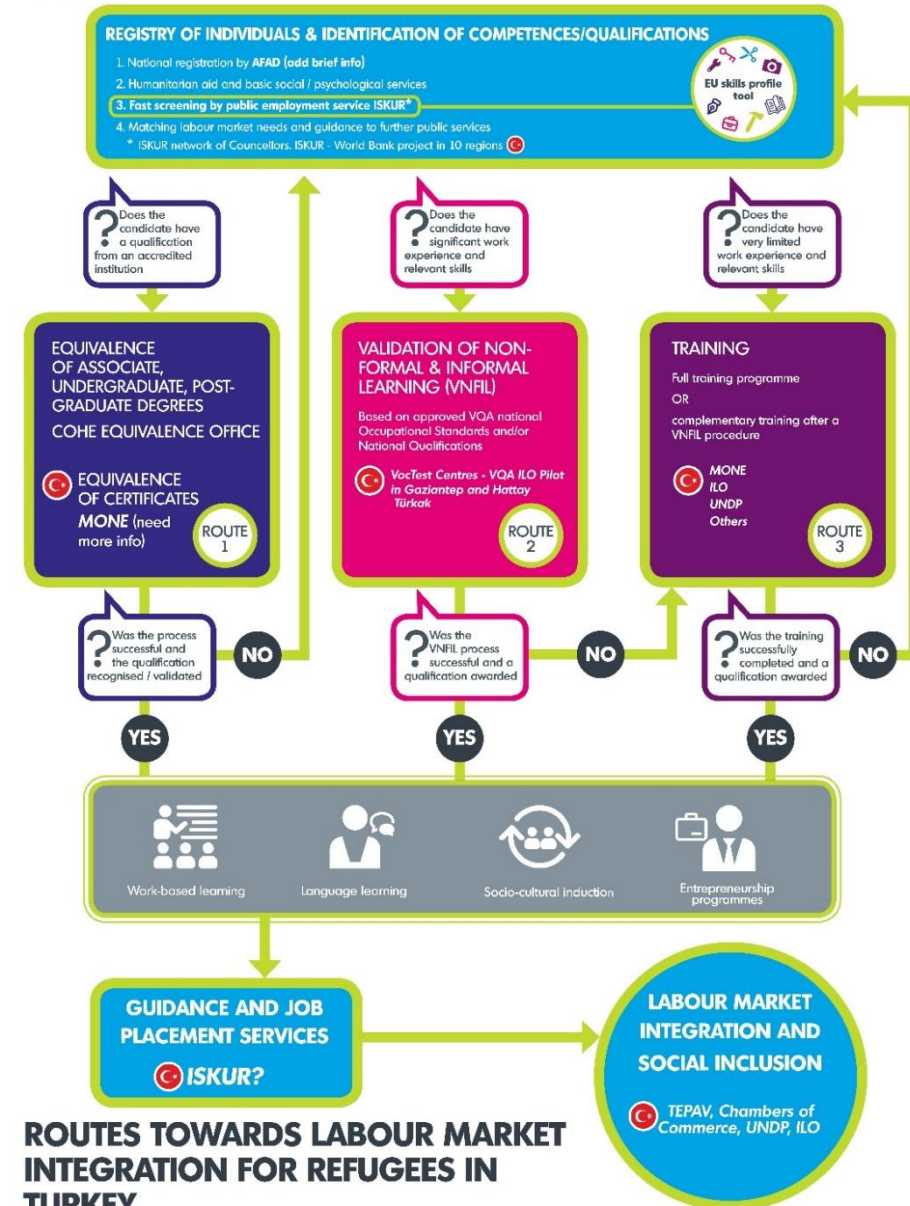 REGISTRY OF INDIVIDUALS & IDENTIFICATION OF COMPETENCES/QUALIFICATIONS
1. National registration by AFAD (add brief info)
2. Humanitarian aid and basic social / psychological services
3. Fast screening by public employment service ISKUR*
4. Matching labour market needs and guidance to further public services
* ISKUR network of Councellors. ISKUR - World Bank project in 10 regions
EU skills profile
tool
? Does the
candidate have
a qualification
from an accredited
institution
? Does the
candidate have
significant work
experience and
relevant skills
? Does the
candidate have
very limited
work experience and
relevant skills
EQUIVALENCE
OF ASSOCIATE,
UNDERGRADUATE, POST-
GRADUATE DEGREES
COHE EQUIVALENCE OFFICE
EQUIVALENCE
OF CERTIFICATES
MONE (need
more info)
ROUTE
1
VALIDATION OF NON-
FORMAL & INFORMAL
LEARNING (VNFIL)
Based on approved VQA national
Occupational Standards and/or
National Qualifications
VocTest Centres - VQA ILO Pilot
in Gaziantep and Hattay
Türkak
ROUTE
2
TRAINING
Full training programme
OR
complementary training after a
VNFIL procedure
MONE
ILO
UNDP
Others
ROUTE
3
? Was the process
successful and
the qualification
recognised / validated
NO
? Was the
VNFIL process
successful and a
qualification awarded
NO
? Was the training
successfully
completed and a
qualification awarded
NO
YES
YES
YES
Work-based learning
Language learning
Socio-cultural induction
Entrepreneurship
programmes
GUIDANCE AND JOB
PLACEMENT SERVICES
ISKUR?
LABOUR MARKET
INTEGRATION AND
SOCIAL INCLUSION
TEPAV, Chambers of
Commerce, UNDP, ILO
ROUTES TOWARDS LABOUR MARKET
INTEGRATION FOR REFUGEES IN
TURKEY